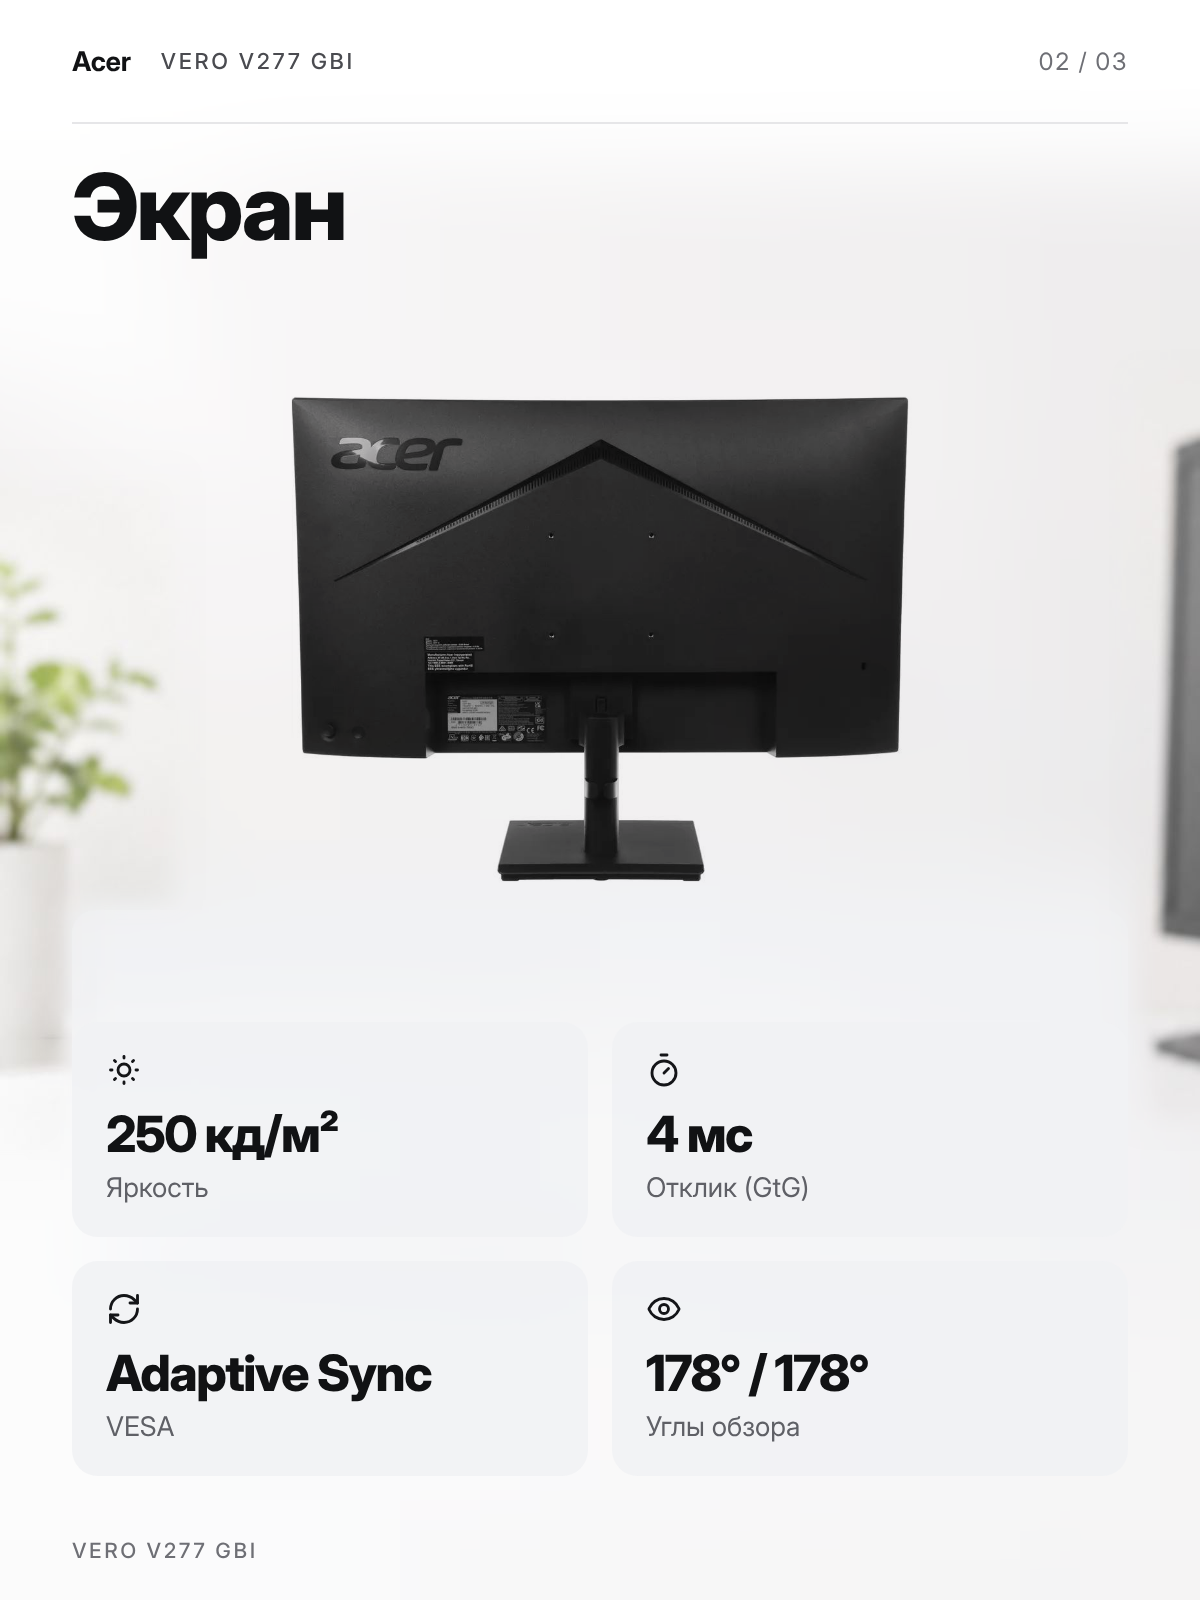 Acer VERO V277 GBI 02 / 03
Экран
acer
250 кд/м²
Яркость
4 мс
Отклик (GtG)
Adaptive Sync
VESA
178° / 178°
Углы обзора
VERO V277 GBI